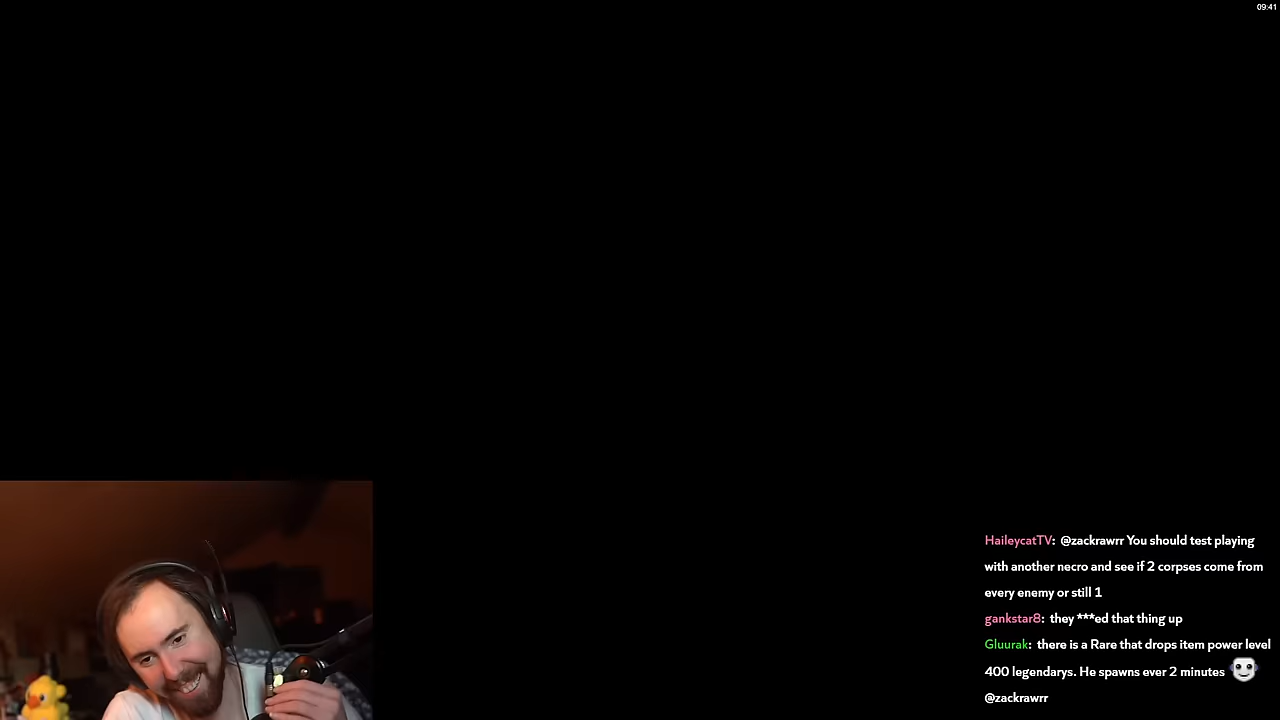 09:41
HaileycatTV: @zackrawrr You should test playing
with another necro and see if 2 corpses come from
every enemy or still 1
gankstar8: they ***ed that thing up
Gluurak: there is a Rare that drops item power level
400 legendarys. He spawns ever 2 minutes
@zackrawrr